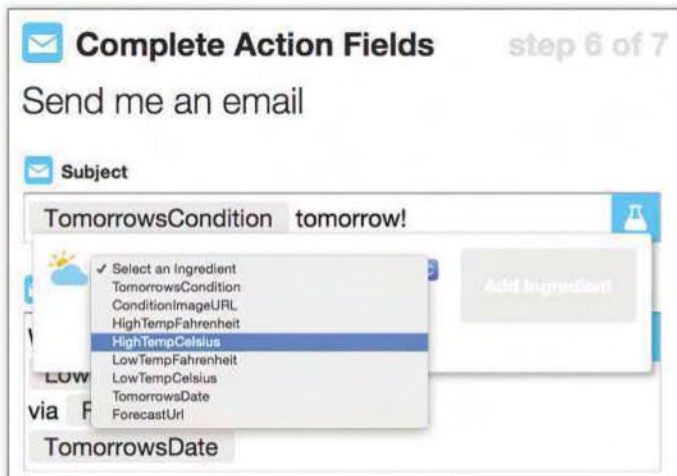 Complete Action Fields step 6 of 7
Send me an email
Subject
TomorrowsCondition tomorrow!
✓ Select an Ingredient
TomorrowsCondition
ConditionImageURL
HighTempFahrenheit
HighTempCelsius
LowTempFahrenheit
LowTempCelsius
TomorrowsDate
ForecastUrl
Add Ingredient
via
TomorrowsDate